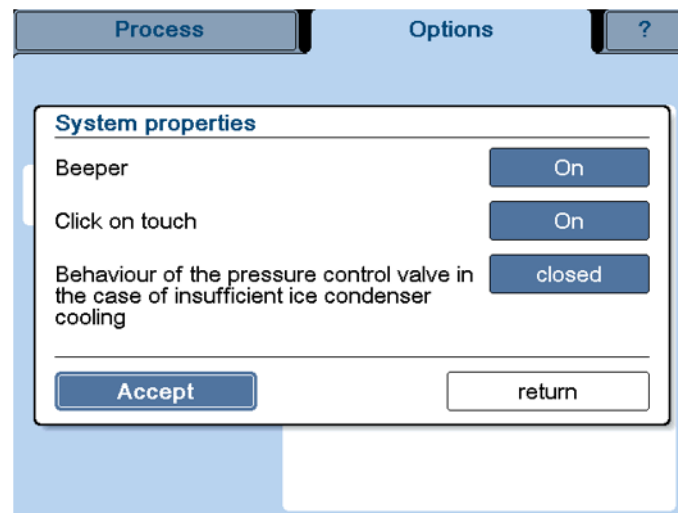 Process Options ?
System properties
Beeper On
Click on touch On
Behaviour of the pressure control valve in closed
the case of insufficient ice condenser
cooling
Accept return